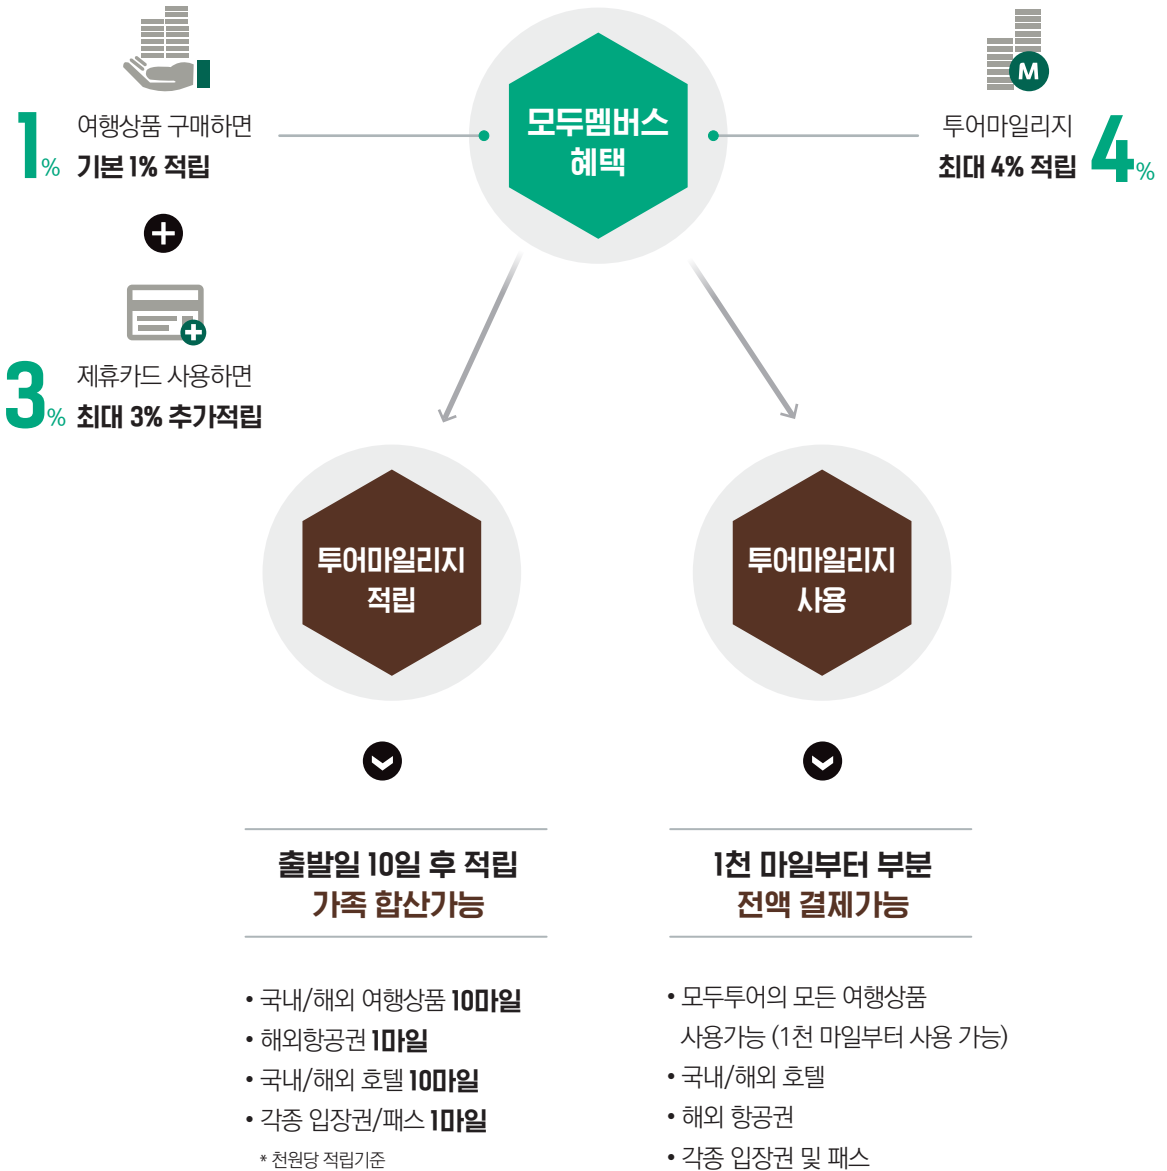 1%
여행상품 구매하면
기본 1% 적립
3%
제휴카드 사용하면
최대 3% 추가적립
모두멤버스
혜택
M
투어마일리지
최대 4% 적립
4%
투어마일리지
적립
출발일 10일 후 적립
가족 합산가능
• 국내/해외 여행상품 10마일
• 해외항공권 1마일
• 국내/해외 호텔 10마일
• 각종 입장권/패스 1마일
* 천원당 적립기준
투어마일리지
사용
1천 마일부터 부분
전액 결제가능
• 모두투어의 모든 여행상품
사용가능 (1천 마일부터 사용 가능)
• 국내/해외 호텔
• 해외 항공권
• 각종 입장권 및 패스